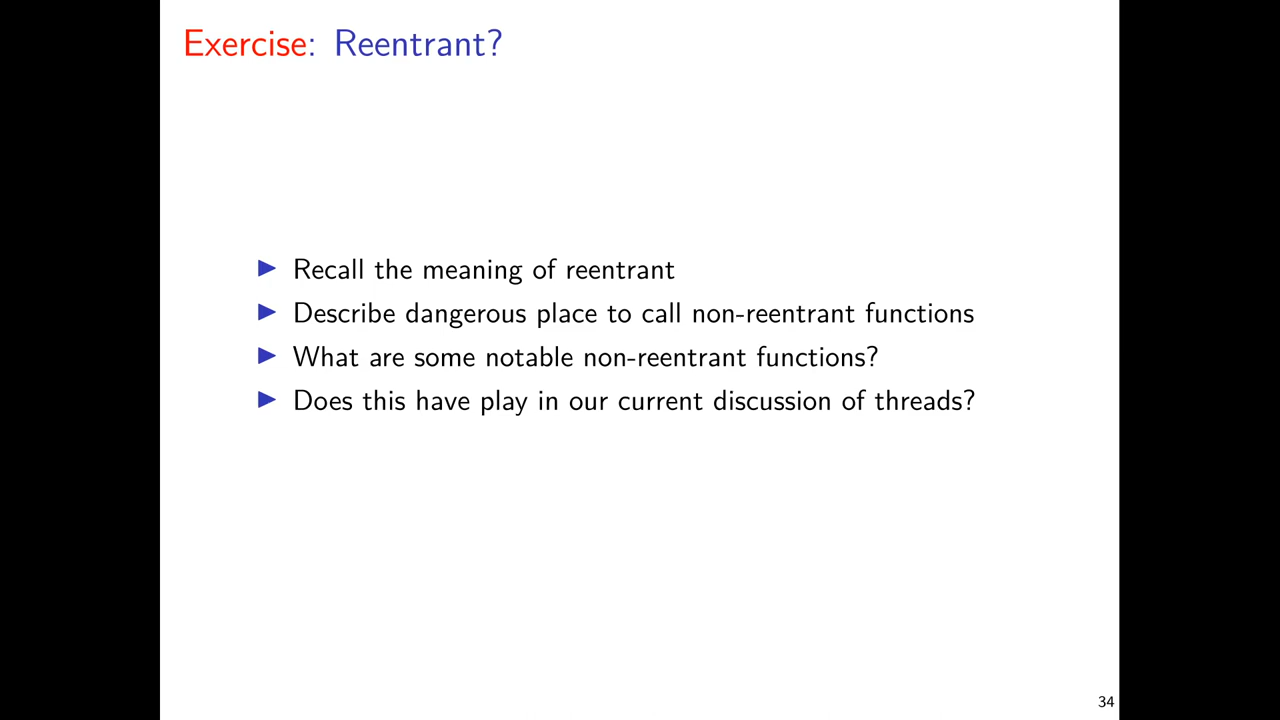 Exercise: Reentrant?
▶ Recall the meaning of reentrant
▶ Describe dangerous place to call non-reentrant functions
▶ What are some notable non-reentrant functions?
▶ Does this have play in our current discussion of threads?
34